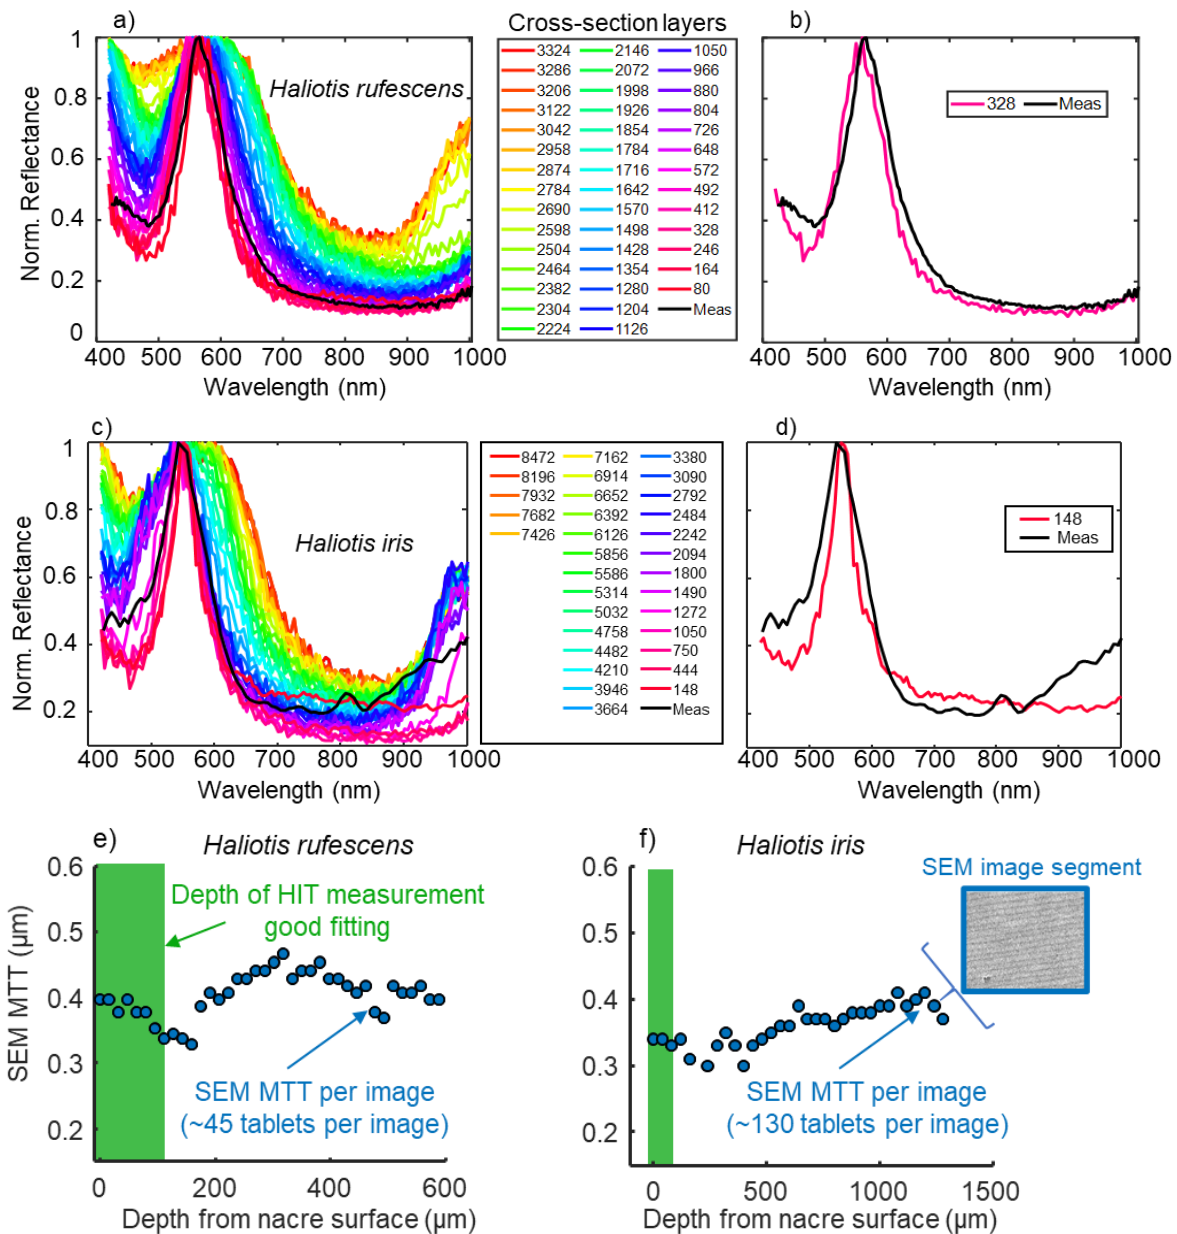 a)
Cross-section layers
b)
Norm. Reflectance
1
0.8
0.6
0.4
0.2
0
Haliotis rufescens
400 500 600 700 800 900 1000
Wavelength (nm)
3324 2146 1050
3286 2072 966
3206 1998 880
3122 1926 804
3042 1854 726
2958 1784 648
2874 1716 572
2784 1642 492
2690 1570 412
2598 1498 328
2504 1428 246
2464 1354 164
2382 1280 80
2304 1204 Meas
2224 1126
328 Meas
400 500 600 700 800 900 1000
Wavelength (nm)
c)
d)
Norm. Reflectance
1
0.8
0.6
0.4
0.2
Haliotis iris
400 500 600 700 800 900 1000
Wavelength (nm)
8472 7162 3380
8196 6914 3090
7932 6652 2792
7682 6392 2484
7426 6126 2242
5856 2094
5586 1800
5314 1490
5032 1272
4758 1050
4482 750
4210 444
3946 148
3664 Meas
148
Meas
400 500 600 700 800 900 1000
Wavelength (nm)
e)
Haliotis rufescens
SEM MTT (μm)
0.6
0.5
0.4
0.3
0.2
Depth of HIT measurement
good fitting
SEM MTT per image
(~45 tablets per image)
0 200 400 600
Depth from nacre surface (μm)
f)
Haliotis iris
0.6
0.5
0.4
0.3
0.2
SEM image segment
SEM MTT per image
(~130 tablets per image)
0 500 1000 1500
Depth from nacre surface (μm)